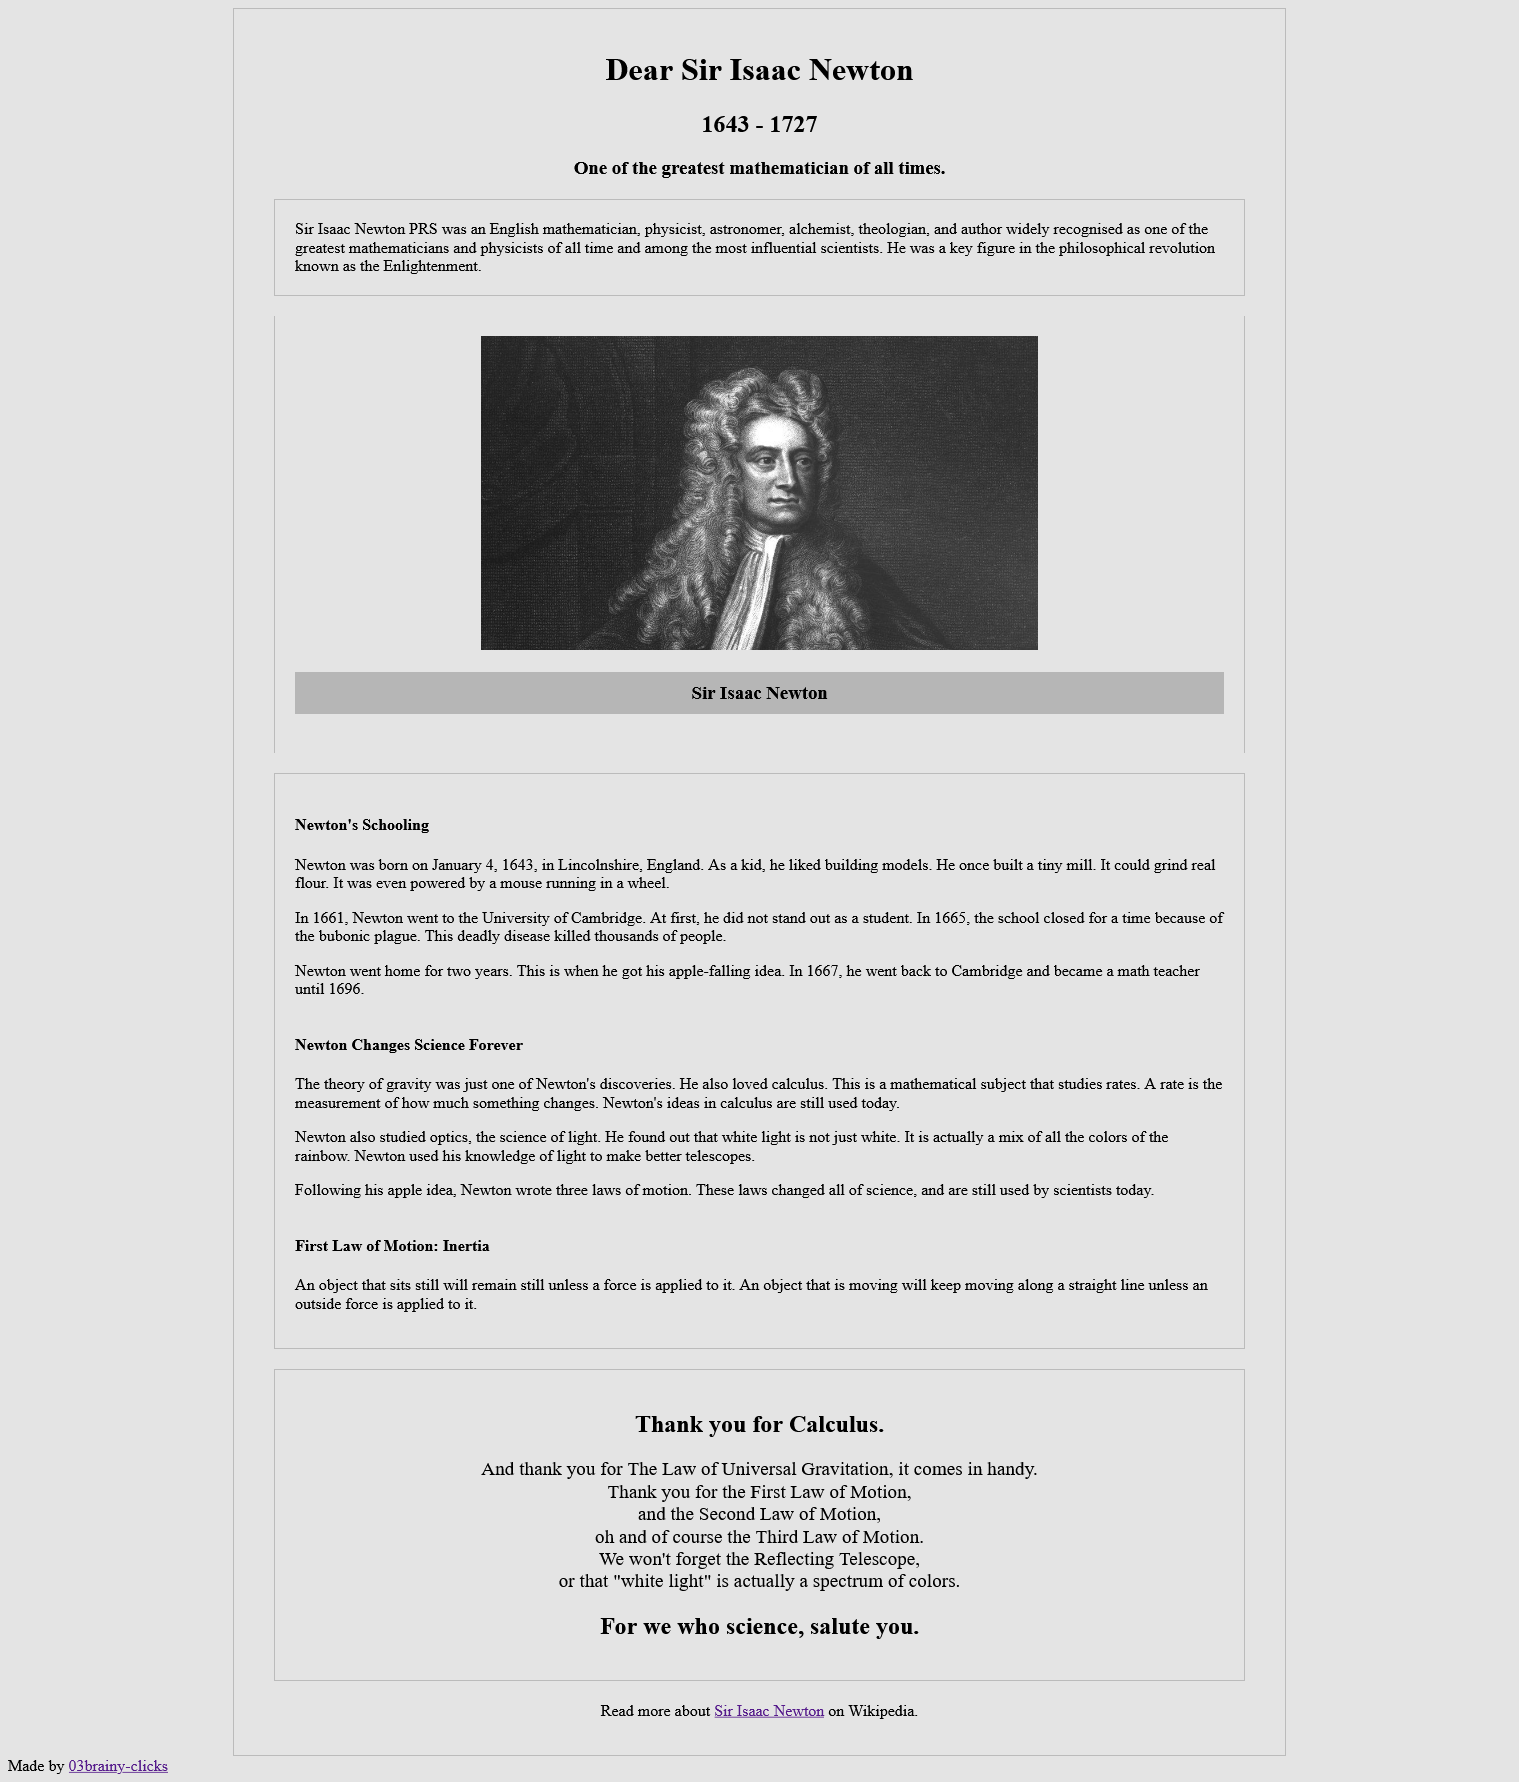 Dear Sir Isaac Newton
1643 - 1727
One of the greatest mathematician of all times.
Sir Isaac Newton PRS was an English mathematician, physicist, astronomer, alchemist, theologian, and author widely recognised as one of the
greatest mathematicians and physicists of all time and among the most influential scientists. He was a key figure in the philosophical revolution
known as the Enlightenment.
Sir Isaac Newton
Newton's Schooling
Newton was born on January 4, 1643, in Lincolnshire, England. As a kid, he liked building models. He once built a tiny mill. It could grind real
flour. It was even powered by a mouse running in a wheel.
In 1661, Newton went to the University of Cambridge. At first, he did not stand out as a student. In 1665, the school closed for a time because of
the bubonic plague. This deadly disease killed thousands of people.
Newton went home for two years. This is when he got his apple-falling idea. In 1667, he went back to Cambridge and became a math teacher
until 1696.
Newton Changes Science Forever
The theory of gravity was just one of Newton's discoveries. He also loved calculus. This is a mathematical subject that studies rates. A rate is the
measurement of how much something changes. Newton's ideas in calculus are still used today.
Newton also studied optics, the science of light. He found out that white light is not just white. It is actually a mix of all the colors of the
rainbow. Newton used his knowledge of light to make better telescopes.
Following his apple idea, Newton wrote three laws of motion. These laws changed all of science, and are still used by scientists today.
First Law of Motion: Inertia
An object that sits still will remain still unless a force is applied to it. An object that is moving will keep moving along a straight line unless an
outside force is applied to it.
Thank you for Calculus.
And thank you for The Law of Universal Gravitation, it comes in handy.
Thank you for the First Law of Motion,
and the Second Law of Motion,
oh and of course the Third Law of Motion.
We won't forget the Reflecting Telescope,
or that "white light" is actually a spectrum of colors.
For we who science, salute you.
Read more about Sir Isaac Newton on Wikipedia.
Made by 03brainy-clicks